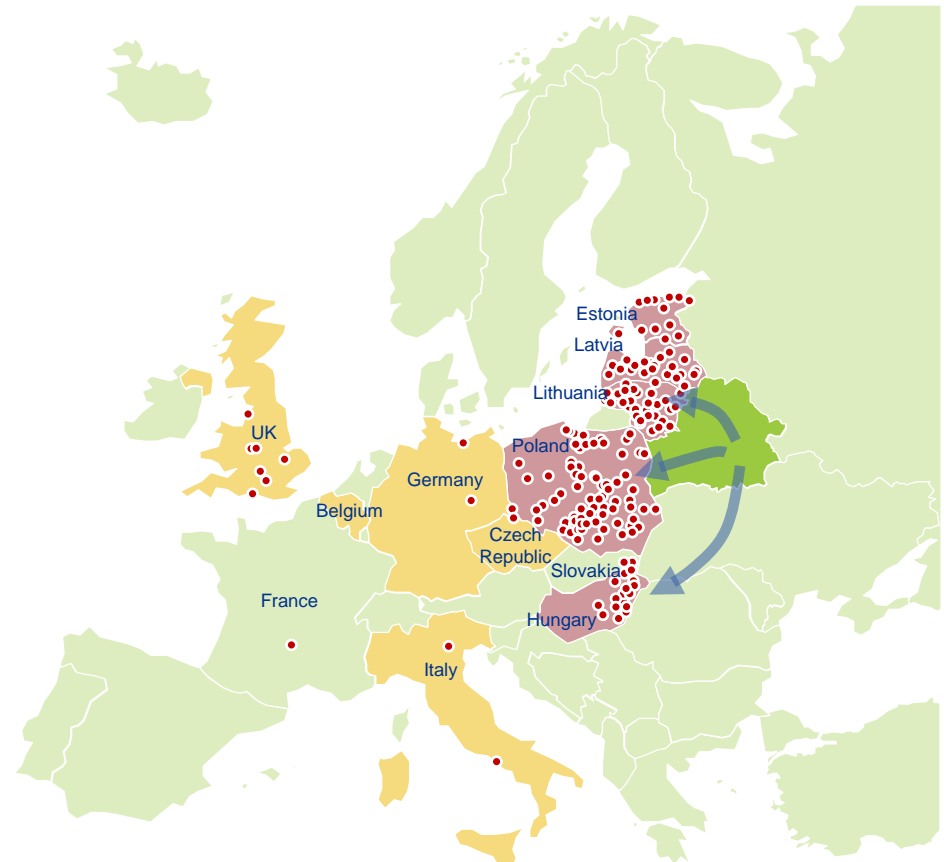 Estonia
Latvia
Lithuania
UK
Poland
Germany
Belgium
Czech
Republic
Slovakia
France
Hungary
Italy